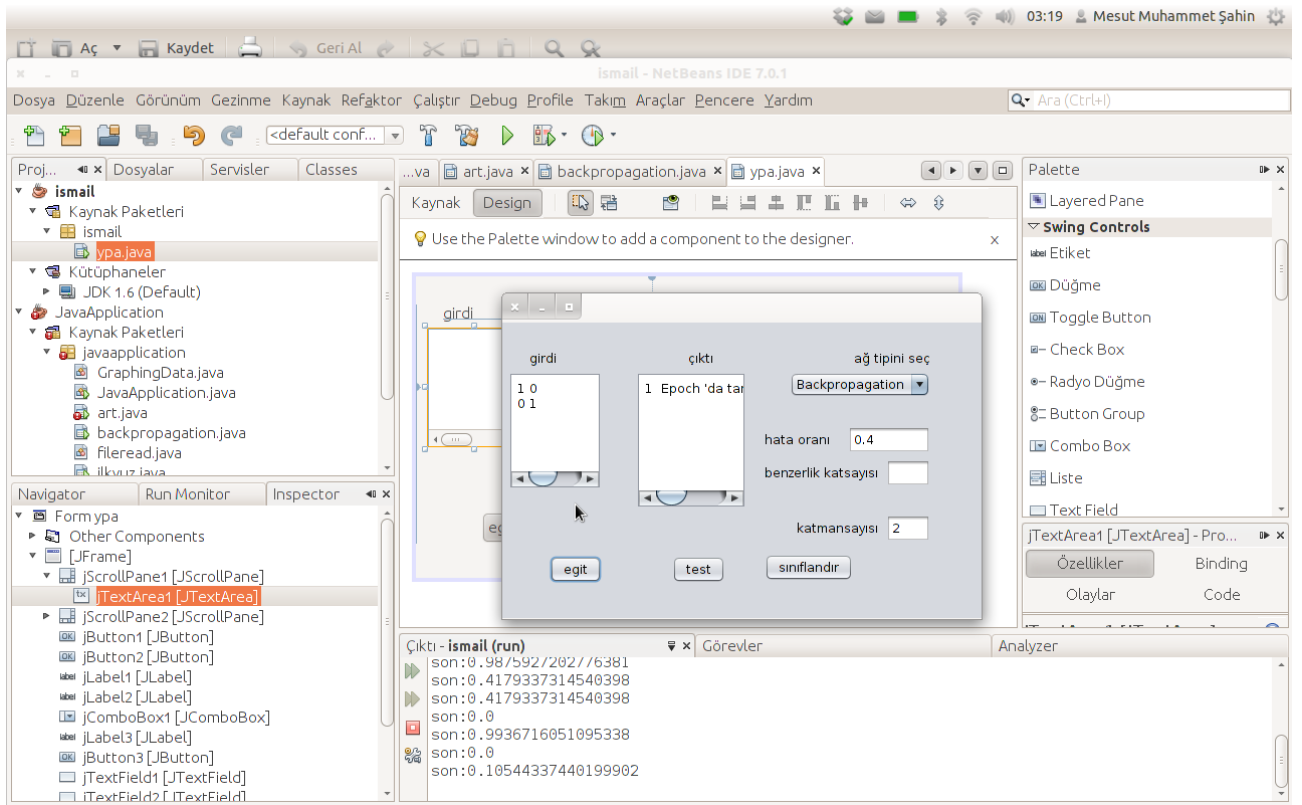 03:19 Mesut Muhammet Şahin
Aç Kaydet Geri Al
ismail - NetBeans IDE 7.0.1
Dosya Düzenle Görünüm Gezinme Kaynak Refaktor Çalıştır Debug Profile Takım Araçlar Pencere Yardım
Ara (Ctrl+I)
<default conf...
Proj... Dosyalar Servisler Classes
ismail
Kaynak Paketleri
ismail
ypa.java
Kütüphaneler
JDK 1.6 (Default)
JavaApplication
Kaynak Paketleri
javaapplication
GraphingData.java
JavaApplication.java
art.java
backpropagation.java
fileread.java
ilkyuz.java
Navigator Run Monitor Inspector
Form ypa
Other Components
[JFrame]
jScrollPane1 [JScrollPane]
jTextArea1 [JTextArea]
jScrollPane2 [JScrollPane]
jButton1 [JButton]
jButton2 [JButton]
jLabel1 [JLabel]
jLabel2 [JLabel]
jComboBox1 [JComboBox]
jLabel3 [JLabel]
jButton3 [JButton]
jTextField1 [JTextField]
jTextField2 [JTextField]
...va art.java backpropagation.java ypa.java
Kaynak Design
Use the Palette window to add a component to the designer.
girdi
eg
girdi çıktı ağ tipini seç
1 0
0 1
1 Epoch 'da tar
Backpropagation
hata oranı 0.4
benzerlik katsayısı
katmansayısı 2
egit test sınıflandır
Çıktı - ismail (run) Görevler Analyzer
son:0.9875927202776381
son:0.4179337314540398
son:0.4179337314540398
son:0.0
son:0.9936716051095338
son:0.0
son:0.10544337440199902
Palette
Layered Pane
Swing Controls
label Etiket
OK Düğme
ON Toggle Button
Check Box
Radyo Düğme
Button Group
Combo Box
Liste
Text Field
jTextArea1 [JTextArea] - Pro...
Özellikler Binding
Olaylar Code